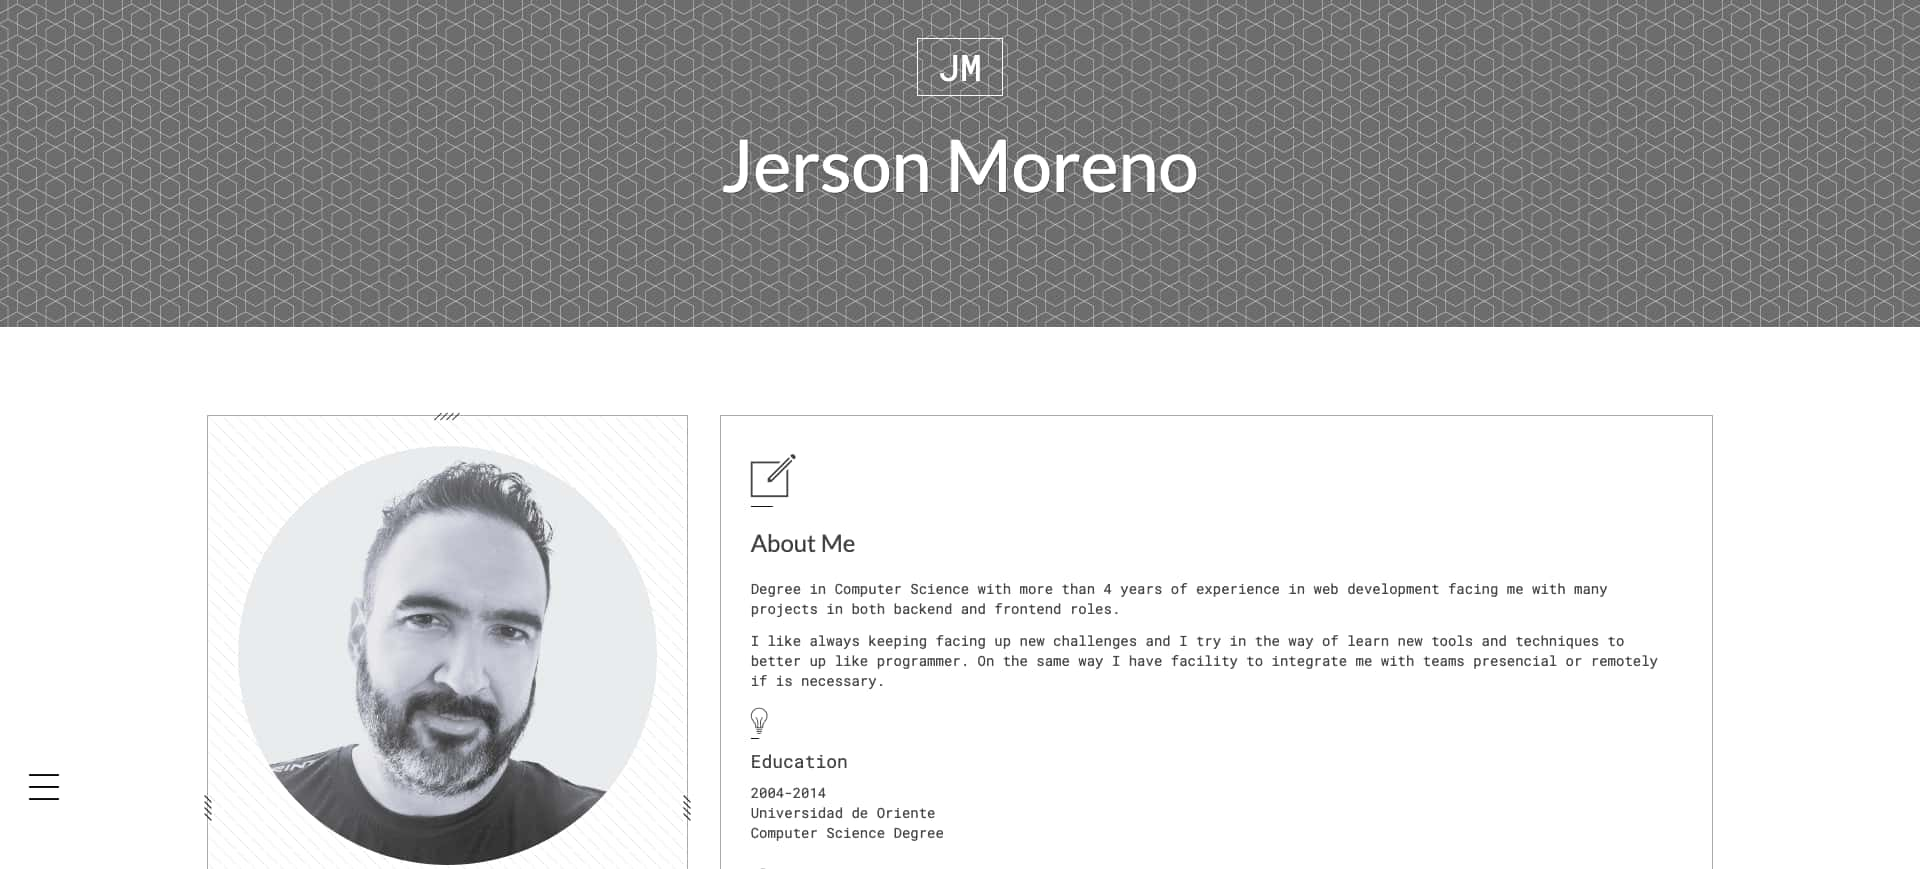 JM
Jerson Moreno
About Me
Degree in Computer Science with more than 4 years of experience in web development facing me with many
projects in both backend and frontend roles.
I like always keeping facing up new challenges and I try in the way of learn new tools and techniques to
better up like programmer. On the same way I have facility to integrate me with teams presencial or remotely
if is necessary.
Education
2004-2014
Universidad de Oriente
Computer Science Degree